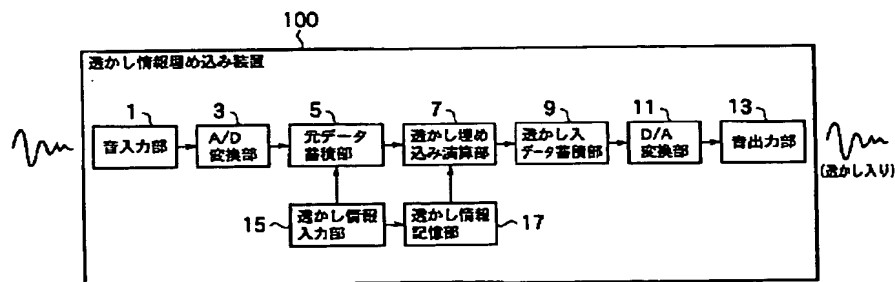 100
透かし情報埋め込み装置
1
3
5
7
9
11
13
音入力部
A/D
変換部
元データ
蓄積部
透かし埋め
込み演算部
透かし入
データ蓄積部
D/A
変換部
音出力部
(透かし入り)
15
透かし情報
入力部
透かし情報
記憶部
17